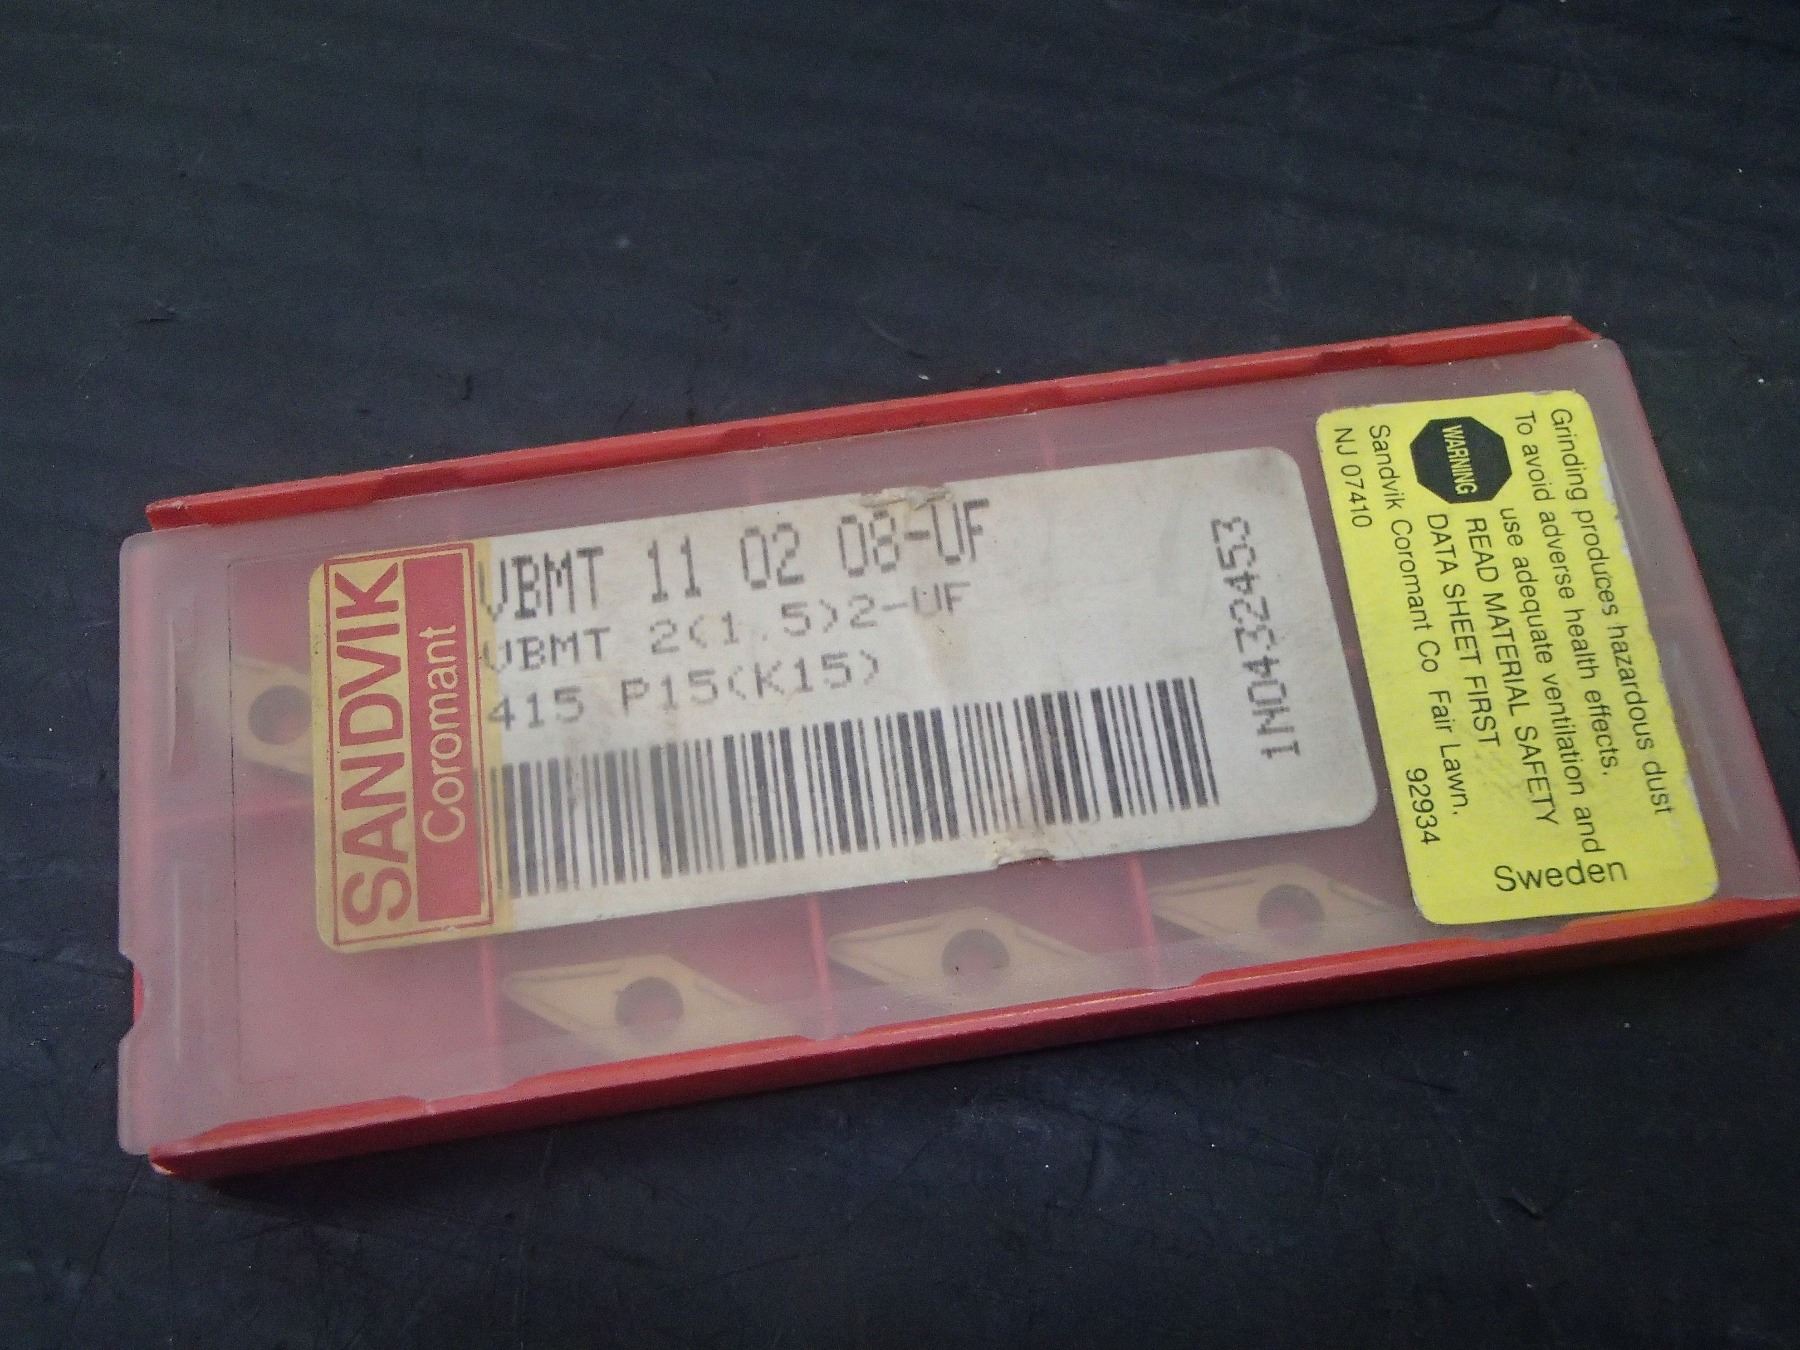 SANDVIK
Coromant
VBMT 11 02 08-UF
VBMT 2(1.5)2-UF
415 P15(K15)
1N0432453
Grinding produces hazardous dust
To avoid adverse health effects,
use adequate ventilation and
WARNING
READ MATERIAL SAFETY
DATA SHEET FIRST.
Sandvik Coromant Co Fair Lawn,
NJ 07410
92934
Sweden